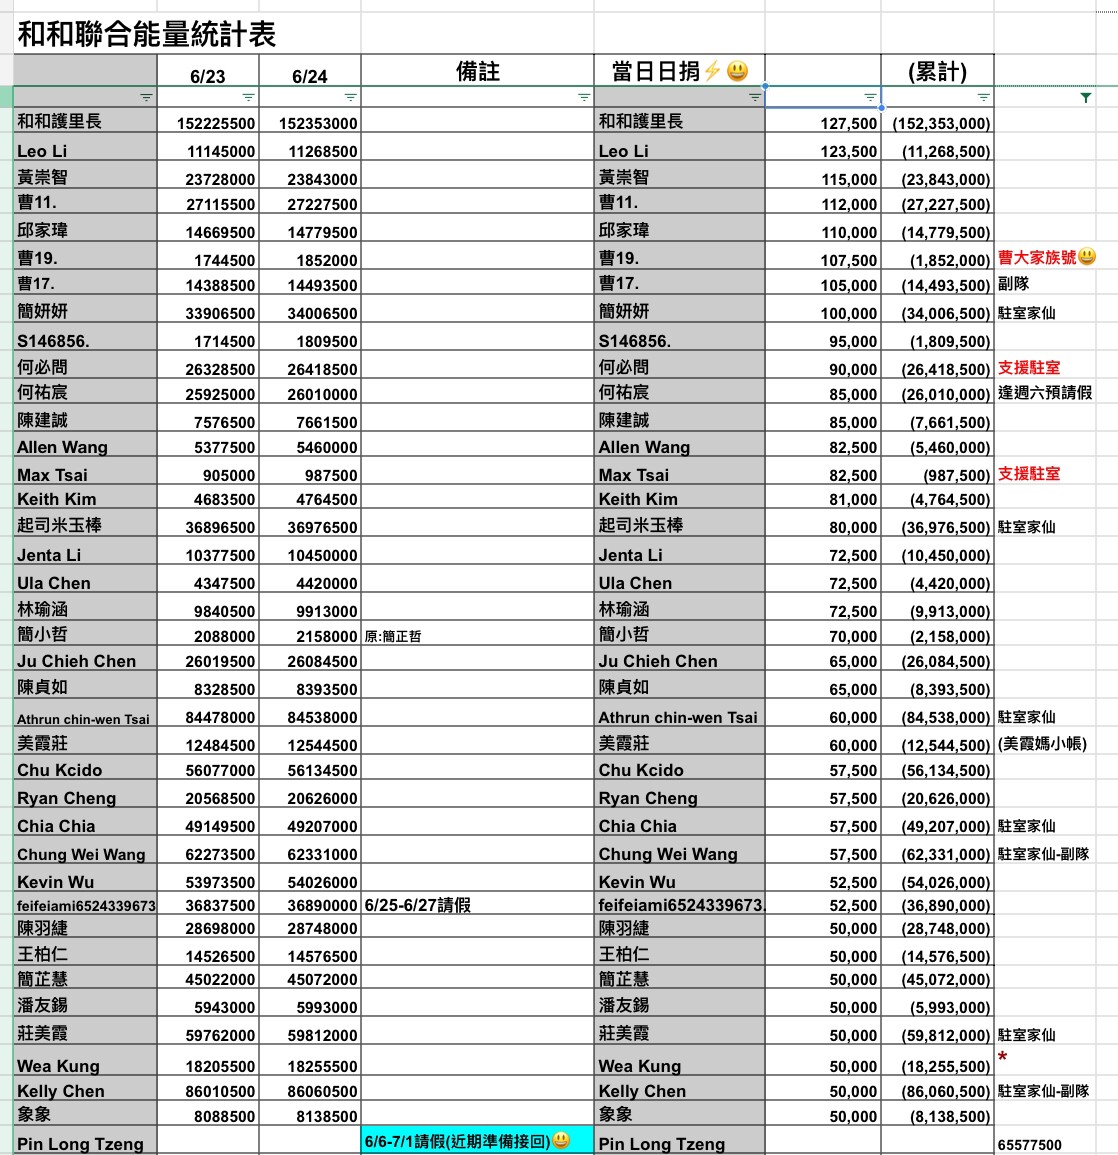 和和聯合能量統計表
6/23 6/24 備註 當日日捐⚡😃 (累計)
和和護里長 152225500 152353000 和和護里長 127,500 (152,353,000)
Leo Li 11145000 11268500 Leo Li 123,500 (11,268,500)
黃崇智 23728000 23843000 黃崇智 115,000 (23,843,000)
曹11. 27115500 27227500 曹11. 112,000 (27,227,500)
邱家瑋 14669500 14779500 邱家瑋 110,000 (14,779,500)
曹19. 1744500 1852000 曹19. 107,500 (1,852,000) 曹大家族號😃
曹17. 14388500 14493500 曹17. 105,000 (14,493,500) 副隊
簡妍妍 33906500 34006500 簡妍妍 100,000 (34,006,500) 駐室家仙
S146856. 1714500 1809500 S146856. 95,000 (1,809,500)
何必問 26328500 26418500 何必問 90,000 (26,418,500) 支援駐室
何祐宸 25925000 26010000 何祐宸 85,000 (26,010,000) 逢週六預請假
陳建誠 7576500 7661500 陳建誠 85,000 (7,661,500)
Allen Wang 5377500 5460000 Allen Wang 82,500 (5,460,000)
Max Tsai 905000 987500 Max Tsai 82,500 (987,500) 支援駐室
Keith Kim 4683500 4764500 Keith Kim 81,000 (4,764,500)
起司米玉棒 36896500 36976500 起司米玉棒 80,000 (36,976,500) 駐室家仙
Jenta Li 10377500 10450000 Jenta Li 72,500 (10,450,000)
Ula Chen 4347500 4420000 Ula Chen 72,500 (4,420,000)
林瑜涵 9840500 9913000 林瑜涵 72,500 (9,913,000)
簡小哲 2088000 2158000 原:簡正哲 簡小哲 70,000 (2,158,000)
Ju Chieh Chen 26019500 26084500 Ju Chieh Chen 65,000 (26,084,500)
陳貞如 8328500 8393500 陳貞如 65,000 (8,393,500)
Athrun chin-wen Tsai 84478000 84538000 Athrun chin-wen Tsai 60,000 (84,538,000) 駐室家仙
美霞莊 12484500 12544500 美霞莊 60,000 (12,544,500) (美霞媽小帳)
Chu Kcido 56077000 56134500 Chu Kcido 57,500 (56,134,500)
Ryan Cheng 20568500 20626000 Ryan Cheng 57,500 (20,626,000)
Chia Chia 49149500 49207000 Chia Chia 57,500 (49,207,000) 駐室家仙
Chung Wei Wang 62273500 62331000 Chung Wei Wang 57,500 (62,331,000) 駐室家仙-副隊
Kevin Wu 53973500 54026000 Kevin Wu 52,500 (54,026,000)
feifeiami6524339673 36837500 36890000 6/25-6/27請假 feifeiami6524339673. 52,500 (36,890,000)
陳羽緁 28698000 28748000 陳羽緁 50,000 (28,748,000)
王柏仁 14526500 14576500 王柏仁 50,000 (14,576,500)
簡芷慧 45022000 45072000 簡芷慧 50,000 (45,072,000)
潘友錫 5943000 5993000 潘友錫 50,000 (5,993,000)
莊美霞 59762000 59812000 莊美霞 50,000 (59,812,000) 駐室家仙
Wea Kung 18205500 18255500 Wea Kung 50,000 (18,255,500) *
Kelly Chen 86010500 86060500 Kelly Chen 50,000 (86,060,500) 駐室家仙-副隊
象象 8088500 8138500 象象 50,000 (8,138,500)
Pin Long Tzeng 6/6-7/1請假(近期準備接回)😃 Pin Long Tzeng 65577500